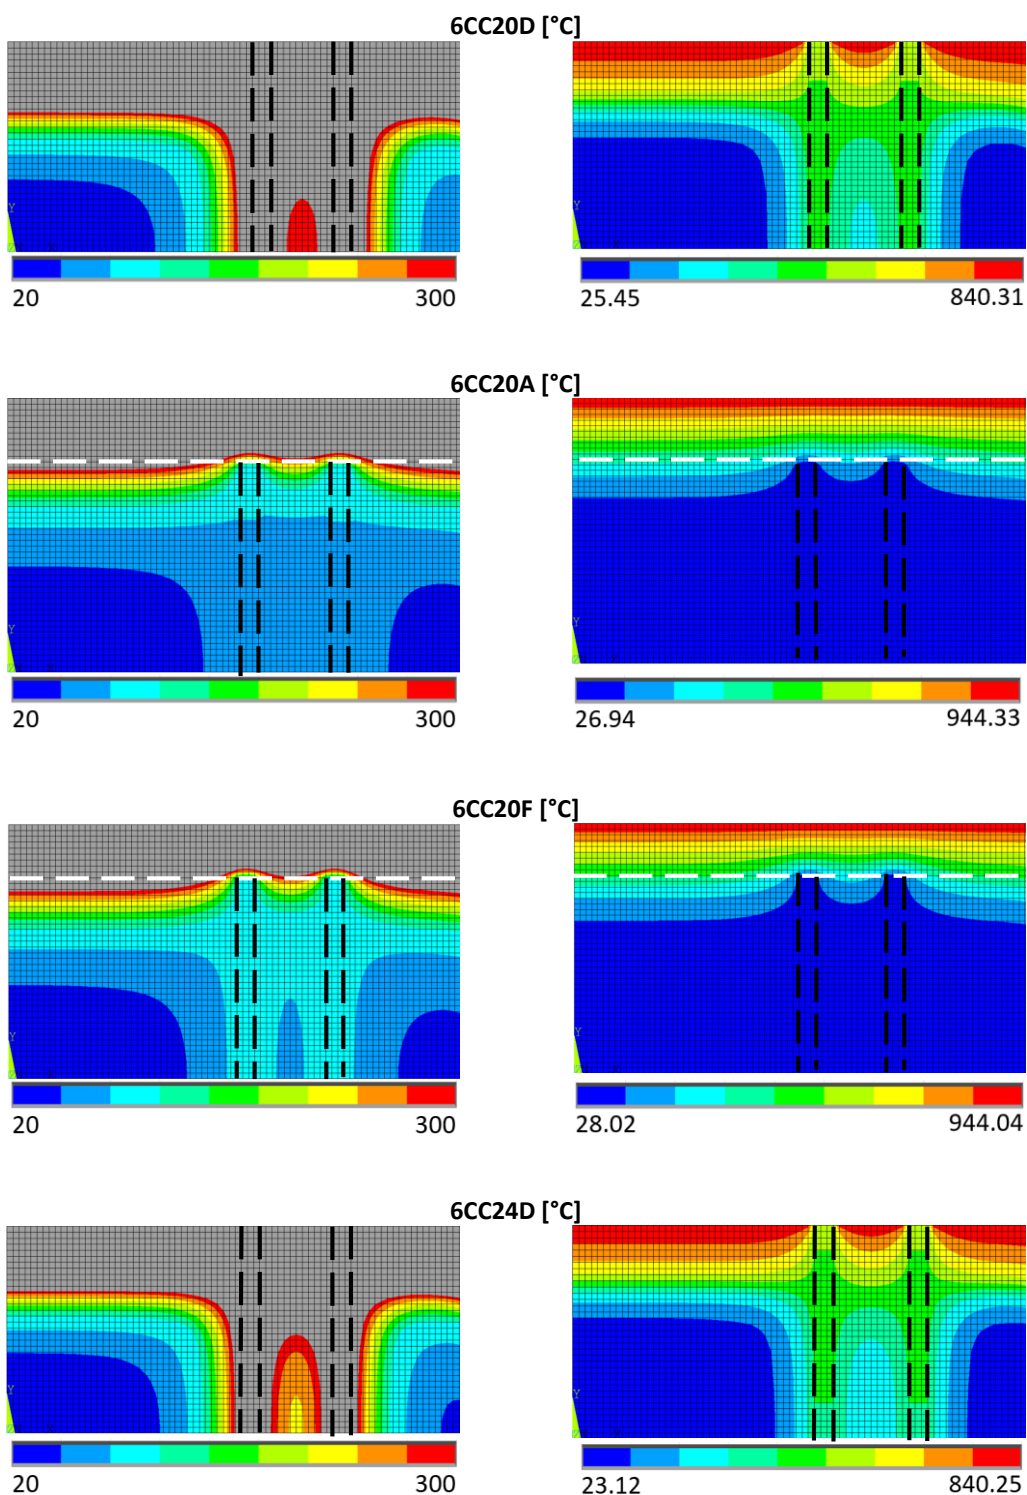 6CC20D [°C]
Y
20 300
25.45 840.31
6CC20A [°C]
Y X
Y
20 300
26.94 944.33
6CC20F [°C]
Y
Y
20 300
28.02 944.04
6CC24D [°C]
Y
Y
20 300
23.12 840.25